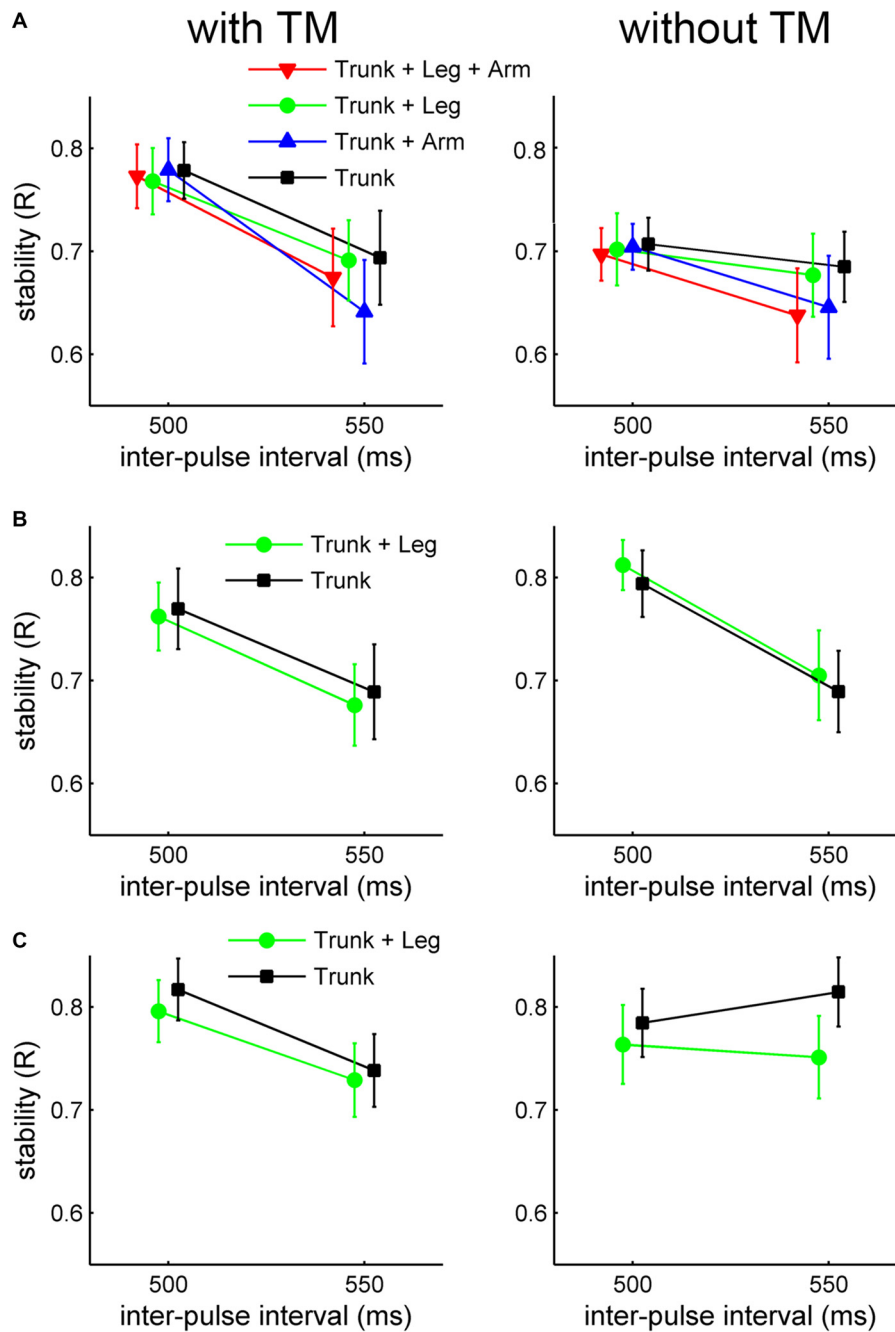 A
with TM
without TM
Trunk + Leg + Arm
Trunk + Leg
Trunk + Arm
Trunk
stability (R)
0.8
0.7
0.6
500
550
inter-pulse interval (ms)
0.8
0.7
0.6
500
550
inter-pulse interval (ms)
B
Trunk + Leg
Trunk
stability (R)
0.8
0.7
0.6
500
550
inter-pulse interval (ms)
0.8
0.7
0.6
500
550
inter-pulse interval (ms)
C
Trunk + Leg
Trunk
stability (R)
0.8
0.7
0.6
500
550
inter-pulse interval (ms)
0.8
0.7
0.6
500
550
inter-pulse interval (ms)